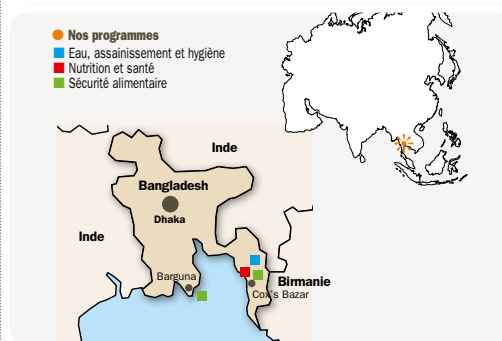 Nos programmes
Eau, assainissement et hygiène
Nutrition et santé
Sécurité alimentaire
Inde
Bangladesh
Dhaka
Inde
Barguna
Birmanie
Cox's Bazar